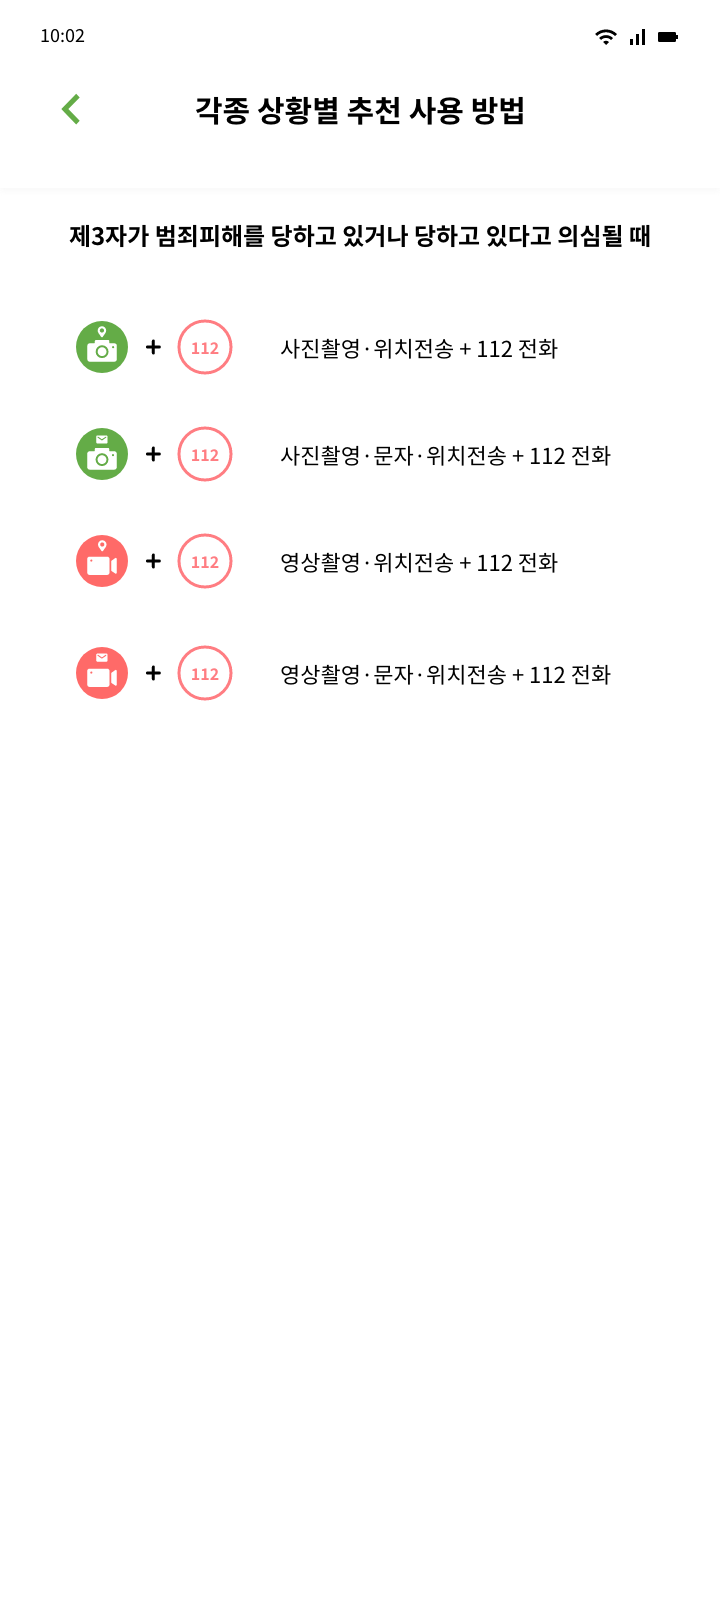 10:02
각종 상황별 추천 사용 방법
제3자가 범죄피해를 당하고 있거나 당하고 있다고 의심될 때
+ 112 사진촬영·위치전송 + 112 전화
+ 112 사진촬영·문자·위치전송 + 112 전화
+ 112 영상촬영·위치전송 + 112 전화
+ 112 영상촬영·문자·위치전송 + 112 전화